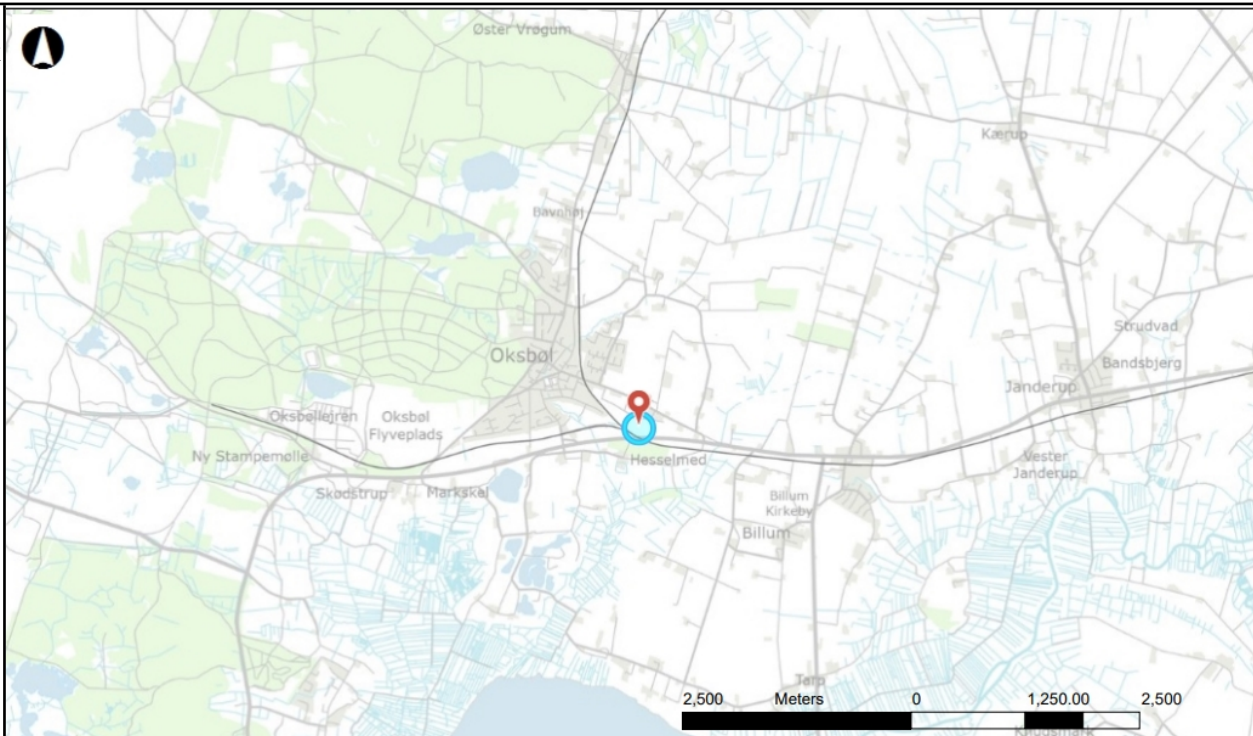 Øster Vrøgum
Kærup
Bavnhøj
Strudvad
Bandsbjerg
Oksbøl
Janderup
Oksbøllejren
Oksbøl
Flyveplads
Ny Stampemølle
Hesselmed
Vester
Janderup
Skødstrup
Markskel
Billum
Kirkeby
Billum
Tarp
2,500
Meters
0
1,250.00
2,500